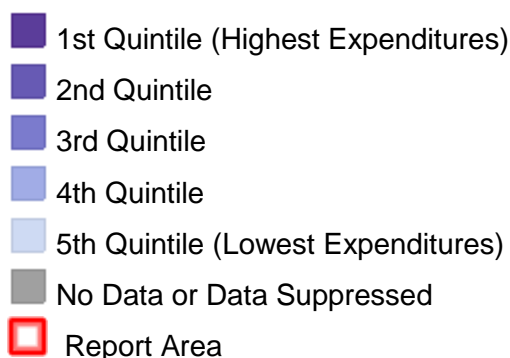 1st Quintile (Highest Expenditures)
2nd Quintile
3rd Quintile
4th Quintile
5th Quintile (Lowest Expenditures)
No Data or Data Suppressed
Report Area